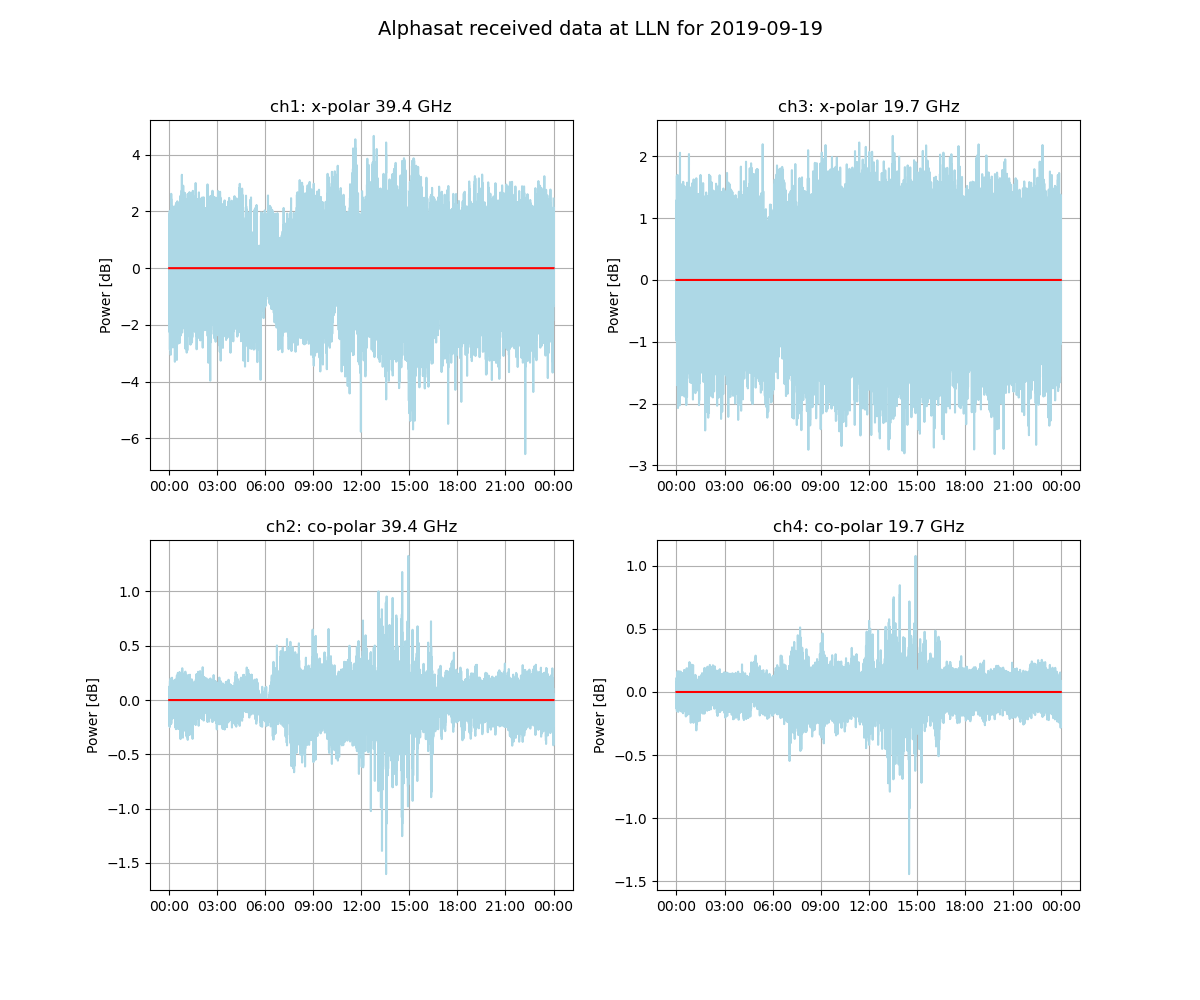 Alphasat received data at LLN for 2019-09-19
ch1: x-polar 39.4 GHz
Power [dB]
4
2
0
−2
−4
−6
00:00 03:00 06:00 09:00 12:00 15:00 18:00 21:00 00:00
ch3: x-polar 19.7 GHz
Power [dB]
2
1
0
−1
−2
−3
00:00 03:00 06:00 09:00 12:00 15:00 18:00 21:00 00:00
ch2: co-polar 39.4 GHz
Power [dB]
1.0
0.5
0.0
−0.5
−1.0
−1.5
00:00 03:00 06:00 09:00 12:00 15:00 18:00 21:00 00:00
ch4: co-polar 19.7 GHz
Power [dB]
1.0
0.5
0.0
−0.5
−1.0
−1.5
00:00 03:00 06:00 09:00 12:00 15:00 18:00 21:00 00:00